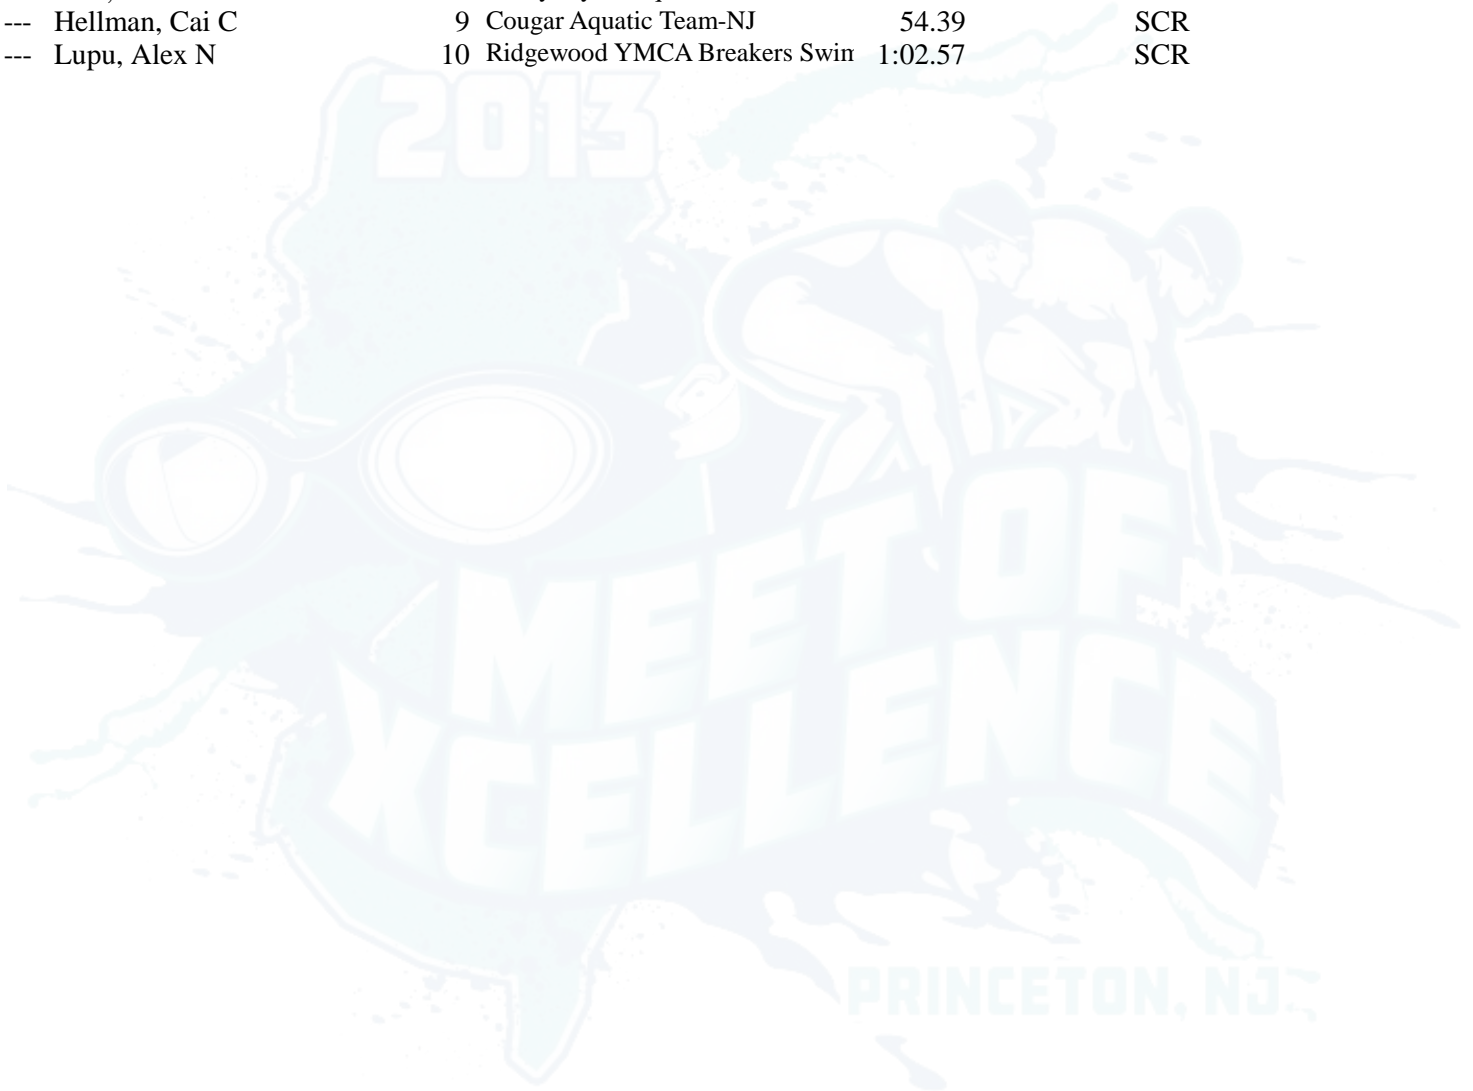 --- Hellman, Cai C 9 Cougar Aquatic Team-NJ 54.39 SCR
--- Lupu, Alex N 10 Ridgewood YMCA Breakers Swim 1:02.57 SCR
2013
MEET OF
XCELLENCE
PRINCETON, NJ